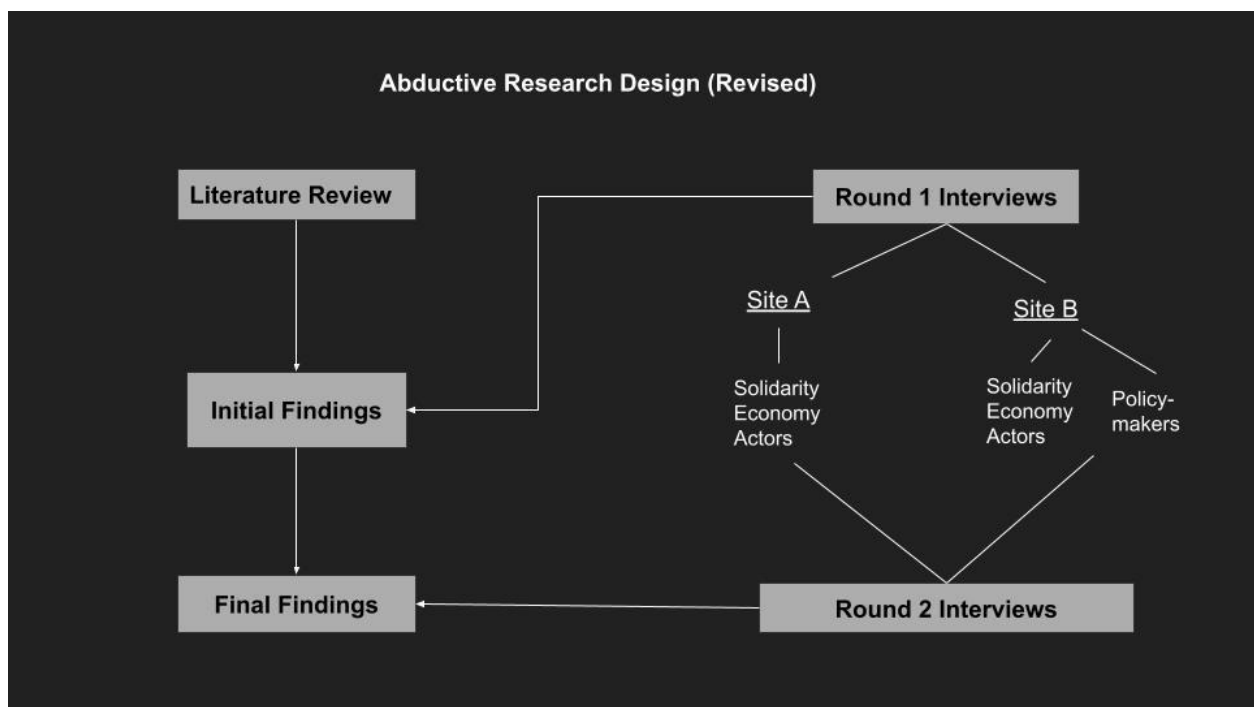 Abductive Research Design (Revised)
Literature Review
Round 1 Interviews
Site A
Site B
Solidarity
Economy
Actors
Solidarity
Economy
Actors
Policy-
makers
Initial Findings
Final Findings
Round 2 Interviews